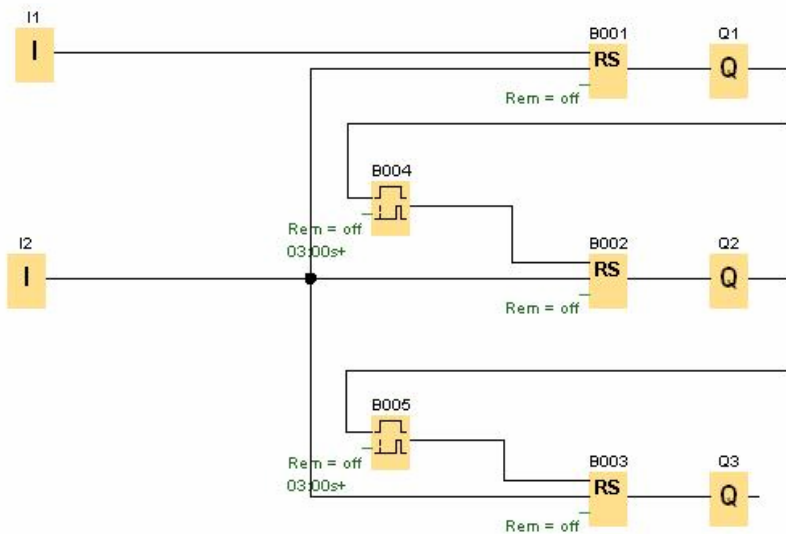 I1
I
B001
RS
Rem = off
Q1
Q
B004
Rem = off
03:00s+
I2
I
B002
RS
Rem = off
Q2
Q
B005
Rem = off
03:00s+
B003
RS
Rem = off
Q3
Q